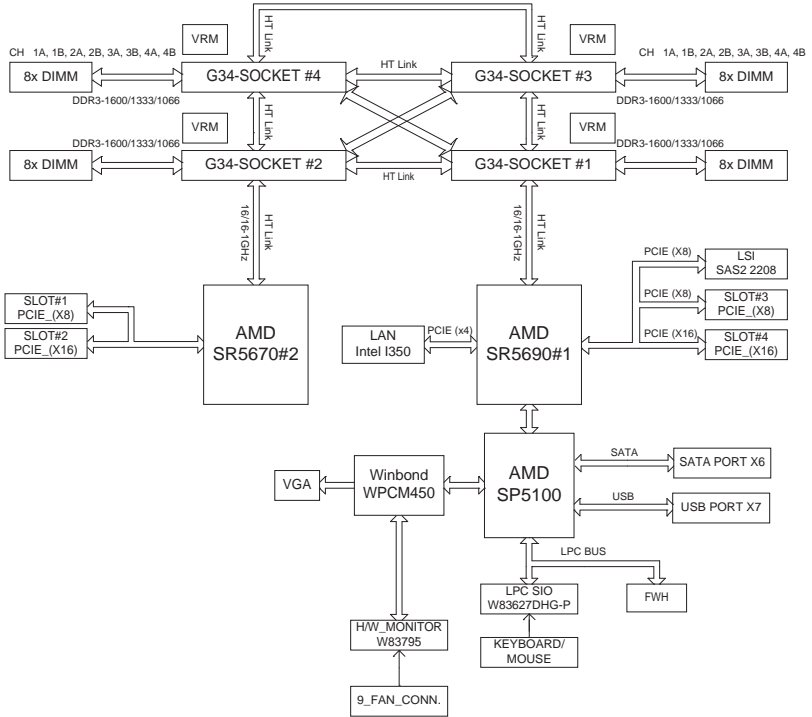 HT Link
VRM
VRM
CH 1A, 1B, 2A, 2B, 3A, 3B, 4A, 4B
CH 1A, 1B, 2A, 2B, 3A, 3B, 4A, 4B
8x DIMM
G34-SOCKET #4
HT Link
G34-SOCKET #3
8x DIMM
DDR3-1600/1333/1066
DDR3-1600/1333/1066
HT Link
HT Link
HT Link
VRM
VRM
DDR3-1600/1333/1066
DDR3-1600/1333/1066
8x DIMM
G34-SOCKET #2
HT Link
G34-SOCKET #1
8x DIMM
16/16-1GHz
HT Link
16/16-1GHz
HT Link
PCIE (X8)
LSI
SAS2 2208
SLOT#1
PCIE_(X8)
SLOT#2
PCIE_(X16)
AMD
SR5670#2
LAN
Intel I350
PCIE (x4)
AMD
SR5690#1
PCIE (X8)
SLOT#3
PCIE_(X8)
PCIE (X16)
SLOT#4
PCIE_(X16)
VGA
Winbond
WPCM450
AMD
SP5100
SATA
SATA PORT X6
USB
USB PORT X7
LPC BUS
LPC SIO
W83627DHG-P
FWH
H/W_MONITOR
W83795
KEYBOARD/
MOUSE
9_FAN_CONN.